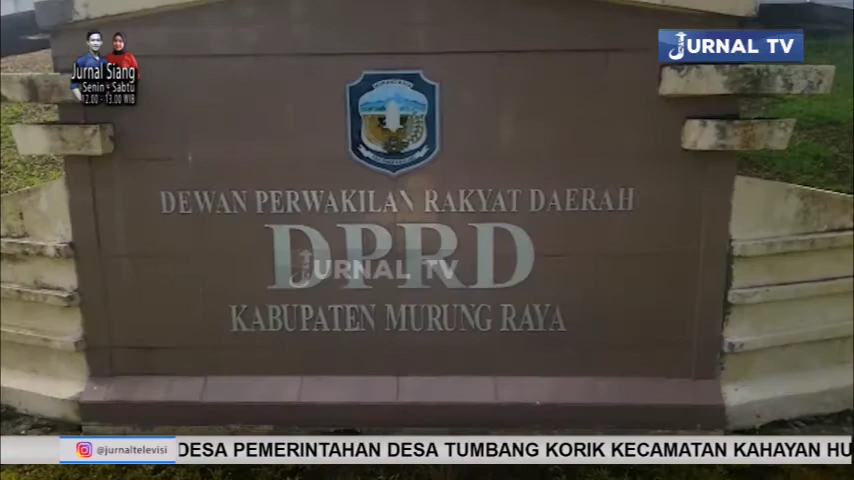 Jurnal Siang
Senin - Sabtu
12.00 - 13.00 WIB
JURNAL TV
DEWAN PERWAKILAN RAKYAT DAERAH
DPRD
JURNAL TV
KABUPATEN MURUNG RAYA
@jurnaltelevisi
DESA PEMERINTAHAN DESA TUMBANG KORIK KECAMATAN KAHAYAN HU